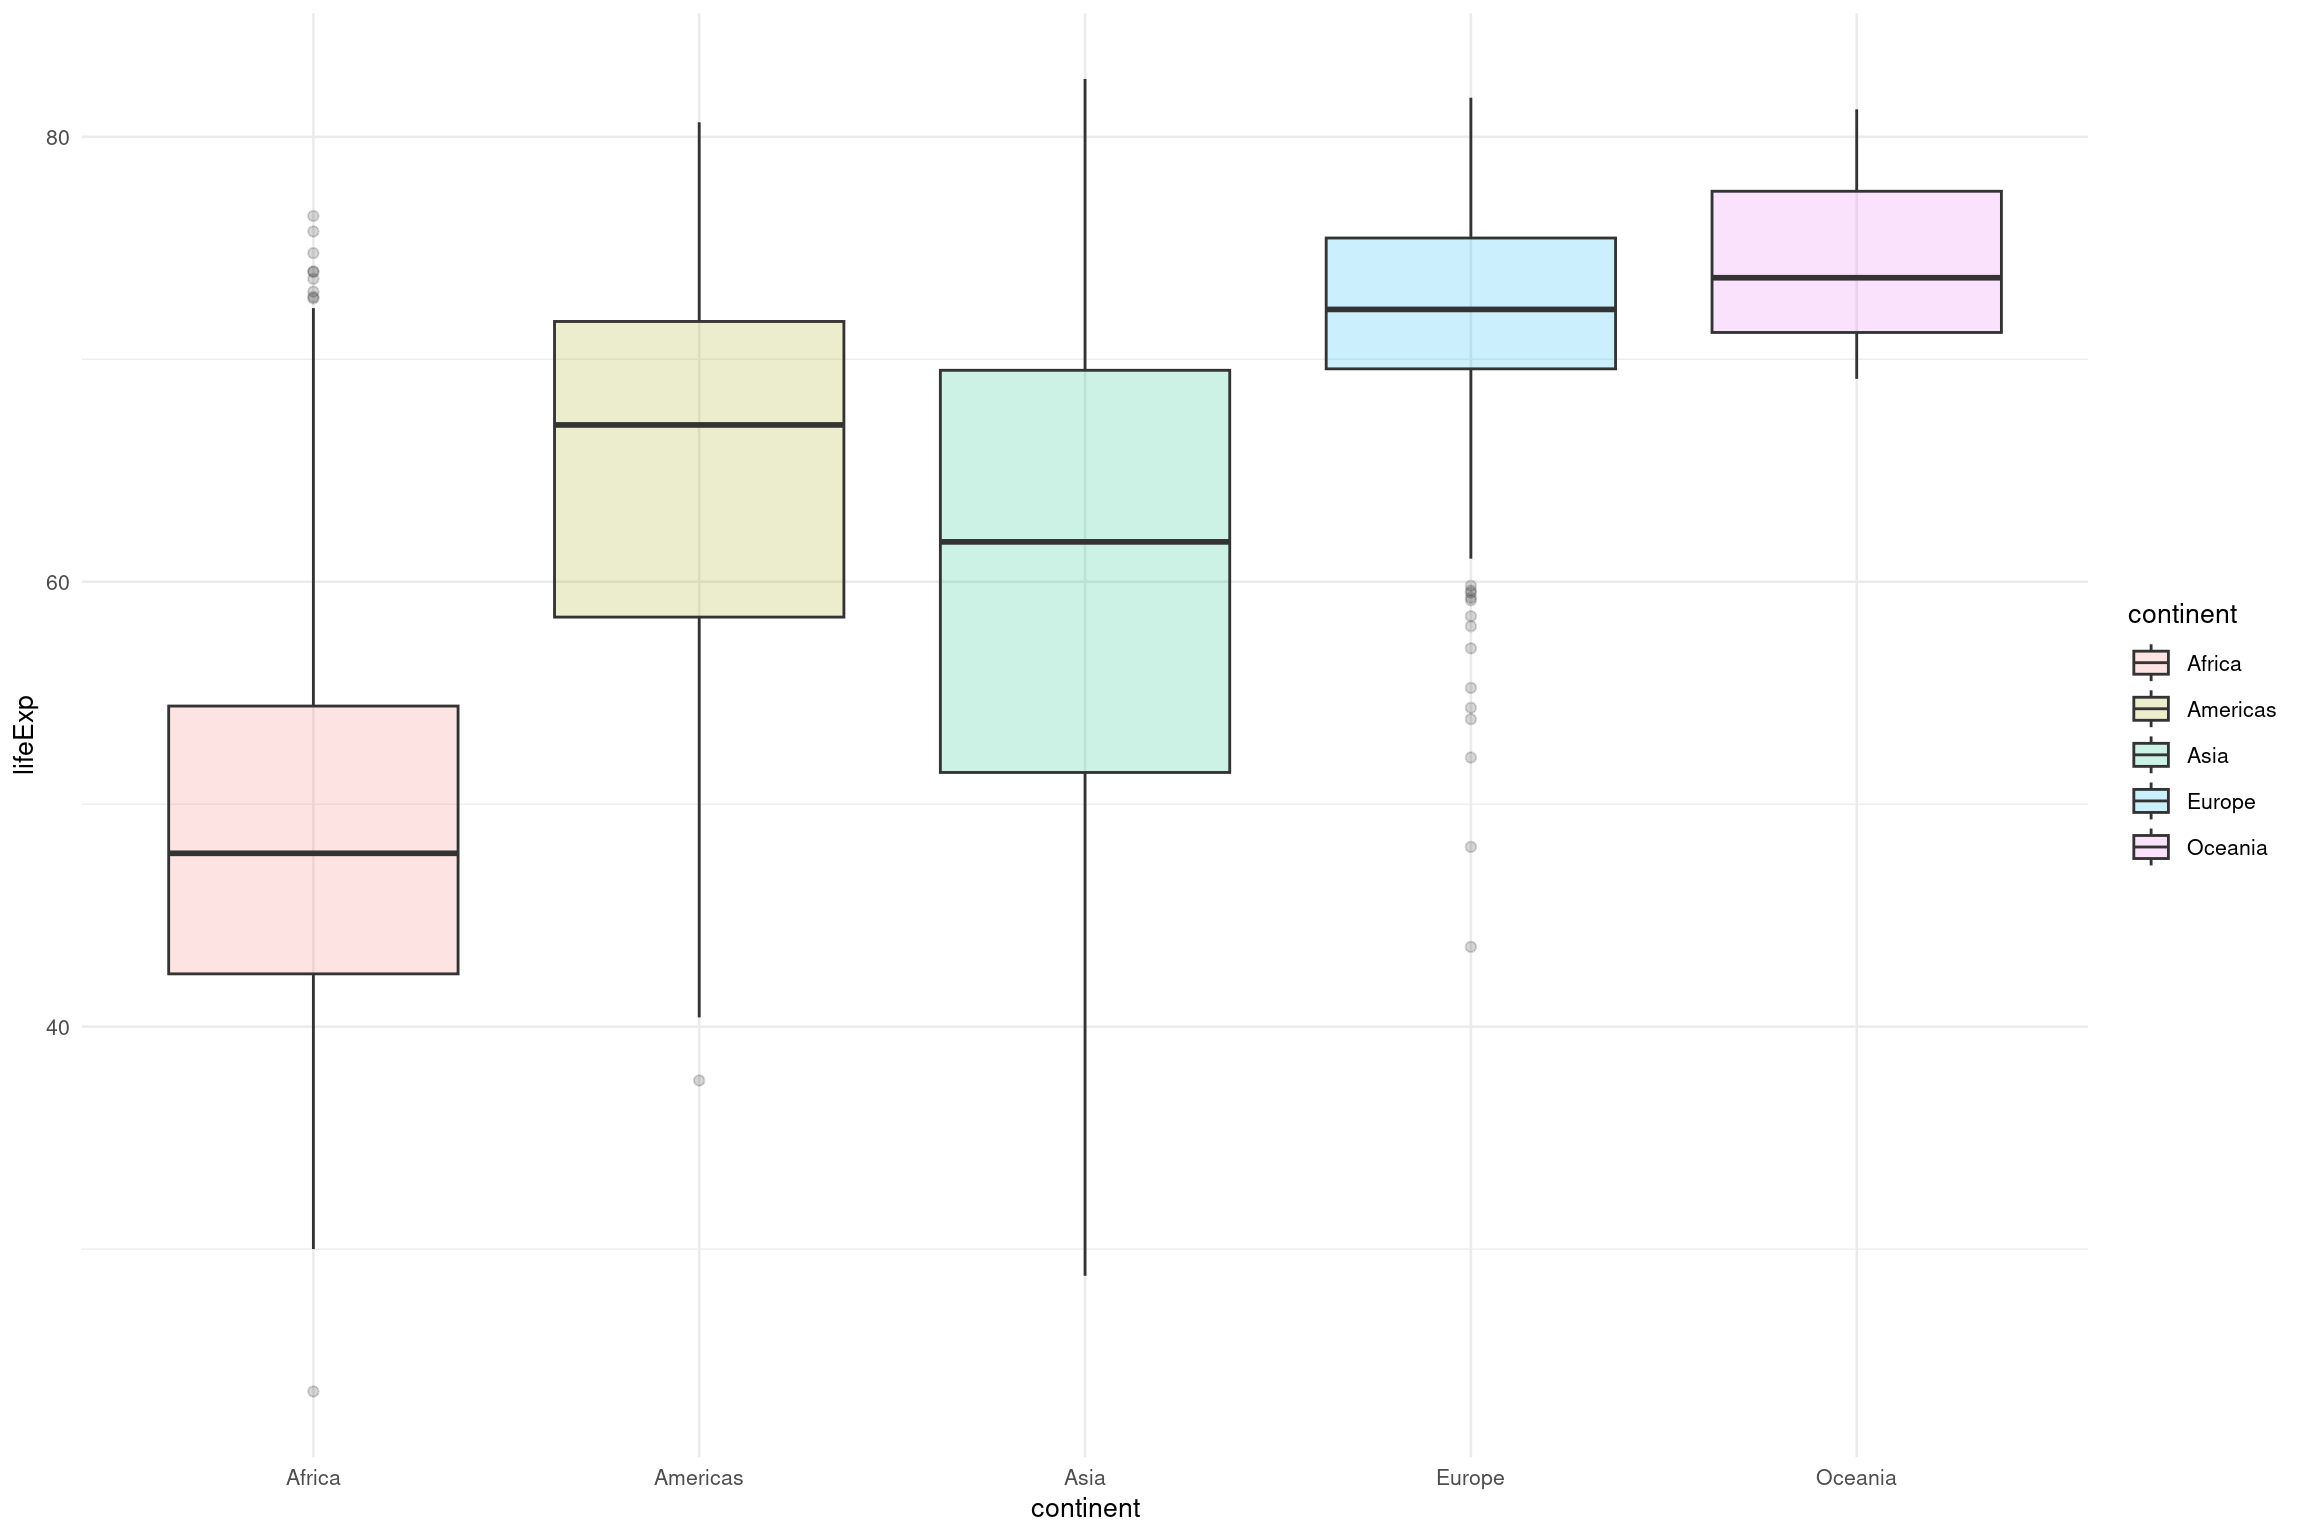 80
60
40
lifeExp
Africa
Americas
Asia
Europe
Oceania
continent
continent
Africa
Americas
Asia
Europe
Oceania